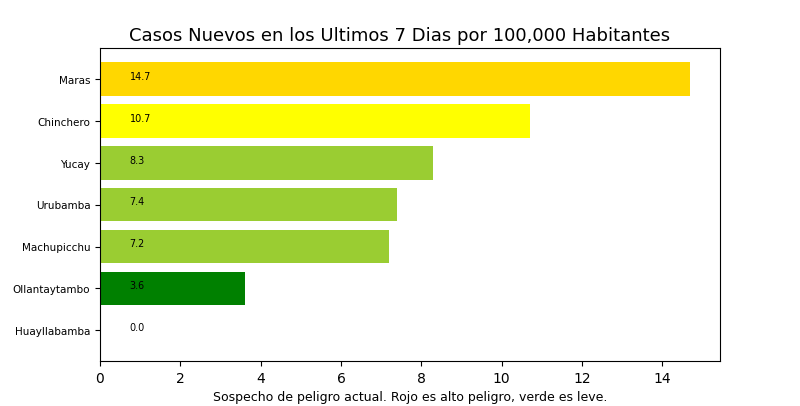 Casos Nuevos en los Ultimos 7 Dias por 100,000 Habitantes
Maras 14.7
Chinchero 10.7
Yucay 8.3
Urubamba 7.4
Machupicchu 7.2
Ollantaytambo 3.6
Huayllabamba 0.0
0 2 4 6 8 10 12 14
Sospecho de peligro actual. Rojo es alto peligro, verde es leve.